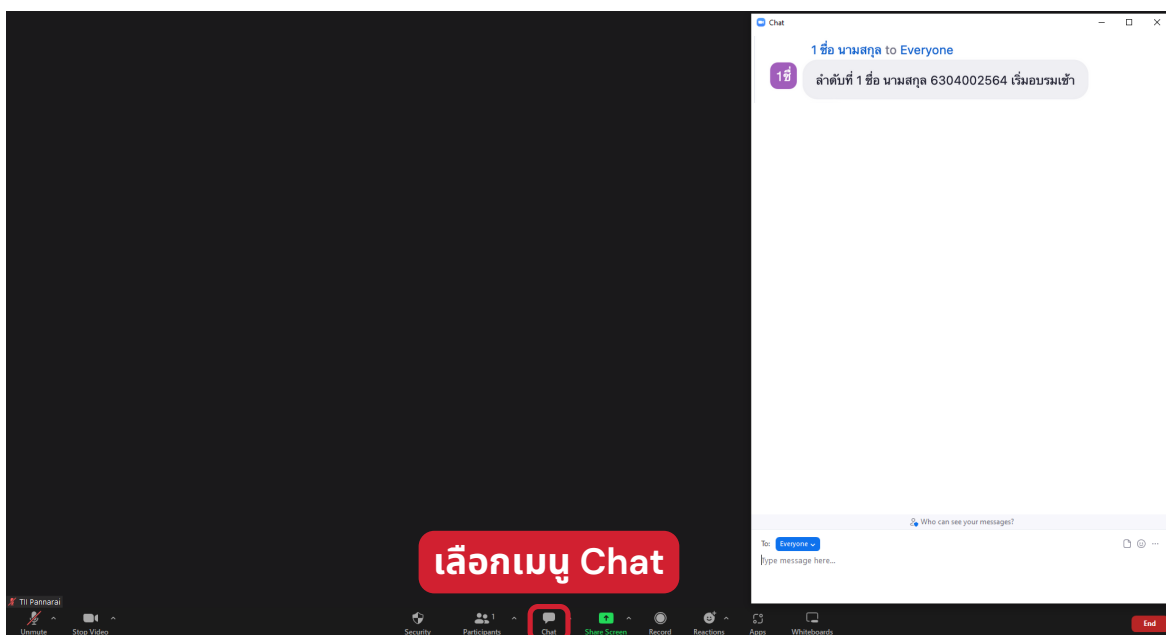 Chat
1 ชื่อ นามสกุล to Everyone
1ชื่
ลำดับที่ 1 ชื่อ นามสกุล 6304002564 เริ่มอบรมเช้า
Who can see your messages?
To: Everyone
Type message here...
เลือกเมนู Chat
TII Pannarai
1
Unmute Stop Video Security Participants Chat Share Screen Record Reactions Apps Whiteboards End